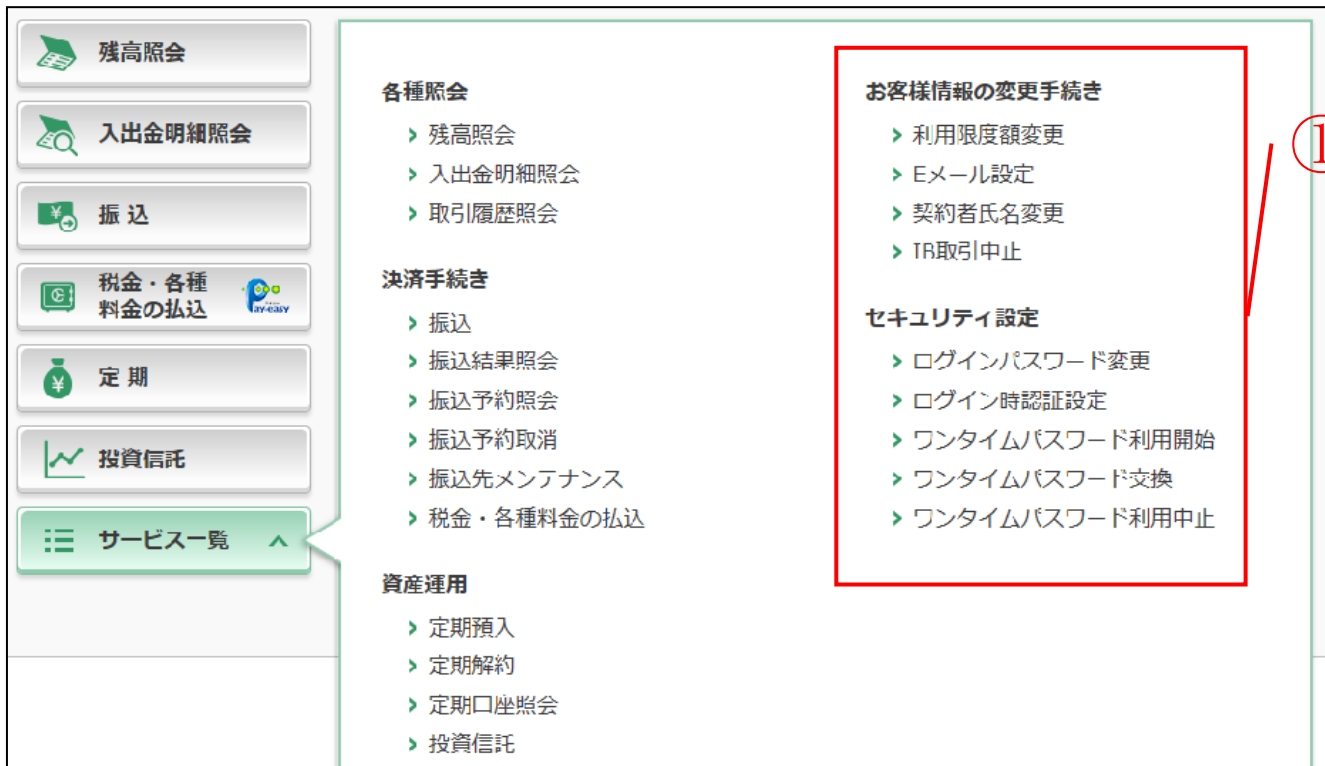 残高照会
入出金明細照会
振 込
税金・各種
料金の払込
Pay-easy
定 期
投資信託
サービス一覧
各種照会
残高照会
入出金明細照会
取引履歴照会
決済手続き
振込
振込結果照会
振込予約照会
振込予約取消
振込先メンテナンス
税金・各種料金の払込
資産運用
定期預入
定期解約
定期口座照会
投資信託
お客様情報の変更手続き
利用限度額変更
Eメール設定
契約者氏名変更
IB取引中止
セキュリティ設定
ログインパスワード変更
ログイン時認証設定
ワンタイムパスワード利用開始
ワンタイムパスワード交換
ワンタイムパスワード利用中止
①